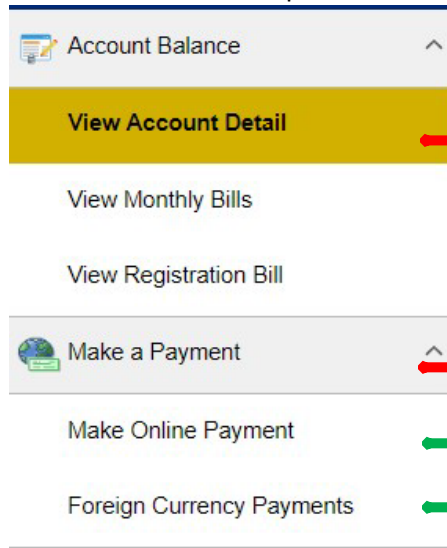 Account Balance
View Account Detail
View Monthly Bills
View Registration Bill
Make a Payment
Make Online Payment
Foreign Currency Payments